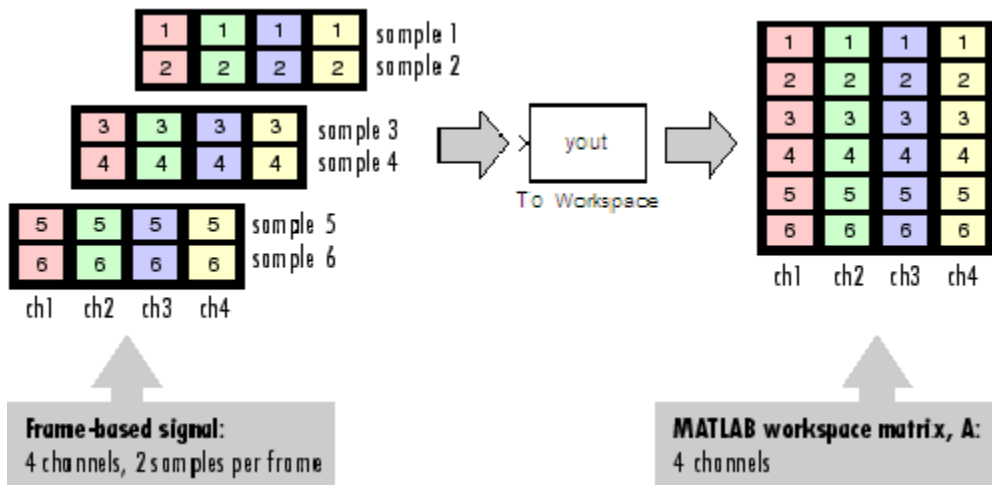 1 1 1 1 sample 1
2 2 2 2 sample 2
3 3 3 3 sample 3
4 4 4 4 sample 4
5 5 5 5 sample 5
6 6 6 6 sample 6
ch1 ch2 ch3 ch4
Frame-based signal:
4 channels, 2 samples per frame
yout
To Workspace
1 1 1 1
2 2 2 2
3 3 3 3
4 4 4 4
5 5 5 5
6 6 6 6
ch1 ch2 ch3 ch4
MATLAB workspace matrix, A:
4 channels